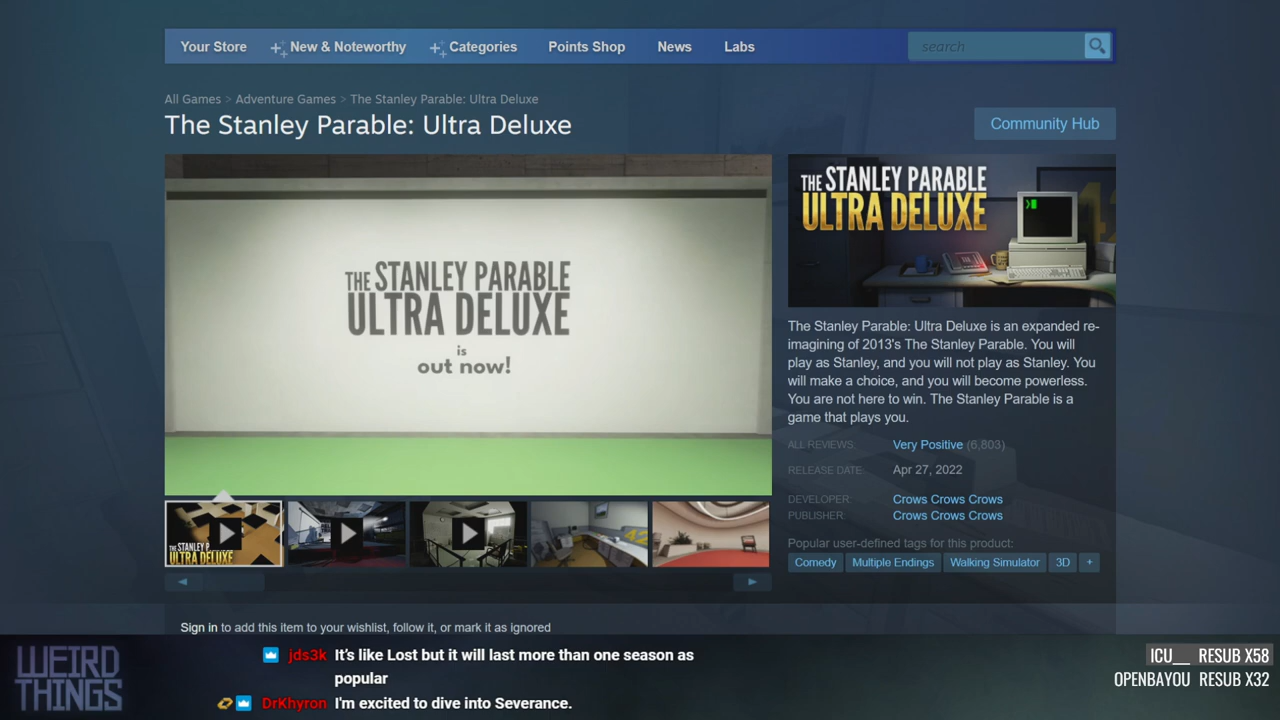 Your Store
New & Noteworthy
Categories
Points Shop
News
Labs
search
All Games > Adventure Games > The Stanley Parable: Ultra Deluxe
The Stanley Parable: Ultra Deluxe
Community Hub
THE STANLEY PARABLE
ULTRA DELUXE
is
out now!
THE STANLEY PARABLE
ULTRA DELUXE
The Stanley Parable: Ultra Deluxe is an expanded re-
imagining of 2013's The Stanley Parable. You will
play as Stanley, and you will not play as Stanley. You
will make a choice, and you will become powerless.
You are not here to win. The Stanley Parable is a
game that plays you.
ALL REVIEWS: Very Positive (6,803)
RELEASE DATE: Apr 27, 2022
DEVELOPER: Crows Crows Crows
PUBLISHER: Crows Crows Crows
Popular user-defined tags for this product:
Comedy Multiple Endings Walking Simulator 3D +
THE STANLEY P
ULTRA DELUXE
Sign in to add this item to your wishlist, follow it, or mark it as ignored
WEIRD
THINGS
jds3k It's like Lost but it will last more than one season as
popular
DrKhyron I'm excited to dive into Severance.
ICU__ RESUB X58
OPENBAYOU RESUB X32